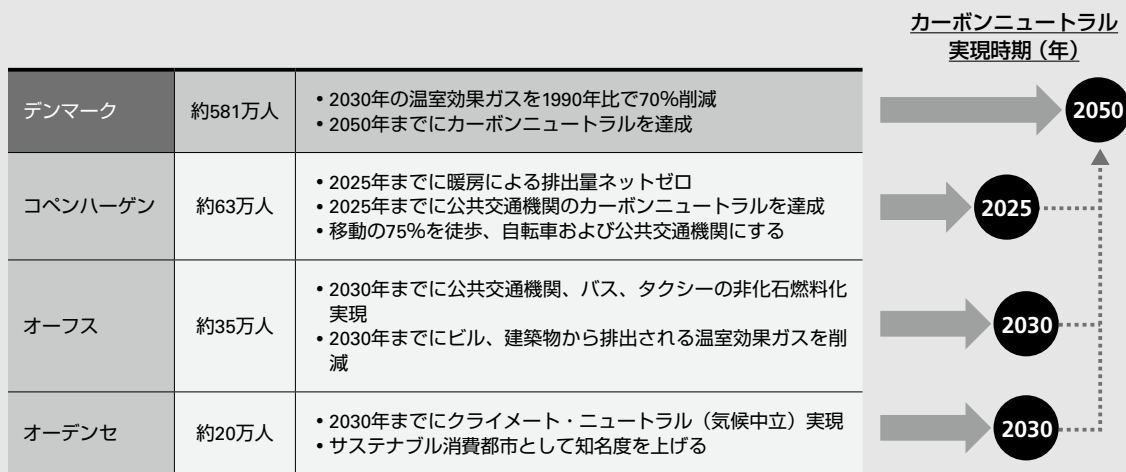 カーボンニュートラル
実現時期（年）
デンマーク
約581万人
• 2030年の温室効果ガスを1990年比で70%削減
• 2050年までにカーボンニュートラルを達成
2050
コペンハーゲン
約63万人
• 2025年までに暖房による排出量ネットゼロ
• 2025年までに公共交通機関のカーボンニュートラルを達成
• 移動の75%を徒歩、自転車および公共交通機関にする
2025
オーフス
約35万人
• 2030年までに公共交通機関、バス、タクシーの非化石燃料化
実現
• 2030年までにビル、建築物から排出される温室効果ガスを削
減
2030
オーデンセ
約20万人
• 2030年までにクライメート・ニュートラル（気候中立）実現
• サステナブル消費都市として知名度を上げる
2030